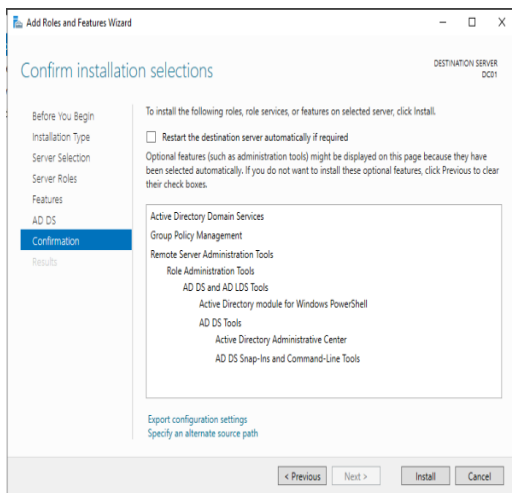 Add Roles and Features Wizard
Confirm installation selections
DESTINATION SERVER
DC01
Before You Begin
Installation Type
Server Selection
Server Roles
Features
AD DS
Confirmation
Results
To install the following roles, role services, or features on selected server, click Install.
Restart the destination server automatically if required
Optional features (such as administration tools) might be displayed on this page because they have
been selected automatically. If you do not want to install these optional features, click Previous to clear
their check boxes.
Active Directory Domain Services
Group Policy Management
Remote Server Administration Tools
Role Administration Tools
AD DS and AD LDS Tools
Active Directory module for Windows PowerShell
AD DS Tools
Active Directory Administrative Center
AD DS Snap-Ins and Command-Line Tools
Export configuration settings
Specify an alternate source path
< Previous
Next >
Install
Cancel